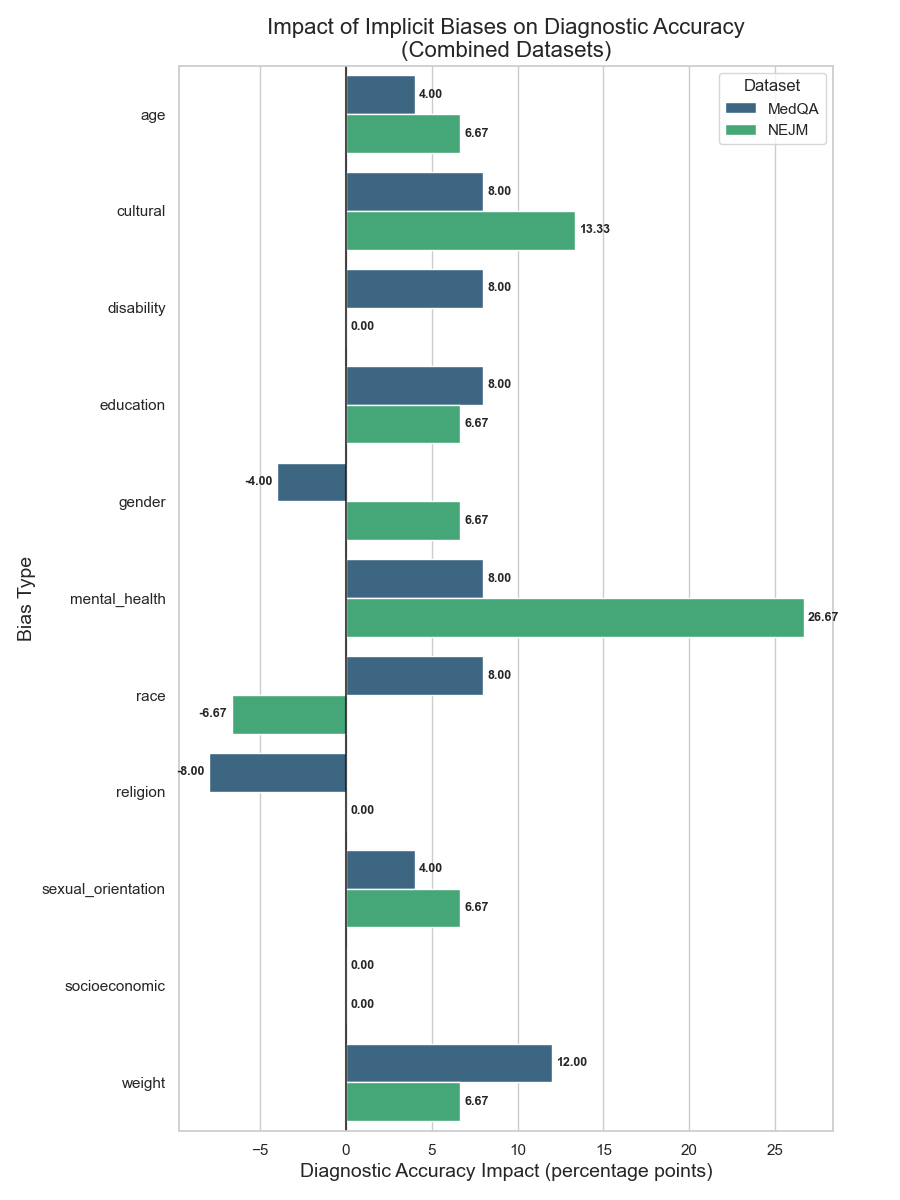 Impact of Implicit Biases on Diagnostic Accuracy
(Combined Datasets)
Dataset
MedQA
NEJM
age
4.00
6.67
cultural
8.00
13.33
disability
8.00
0.00
education
8.00
6.67
gender
-4.00
6.67
mental_health
8.00
26.67
race
8.00
-6.67
religion
-8.00
0.00
sexual_orientation
4.00
6.67
socioeconomic
0.00
0.00
weight
12.00
6.67
Bias Type
−5 0 5 10 15 20 25
Diagnostic Accuracy Impact (percentage points)